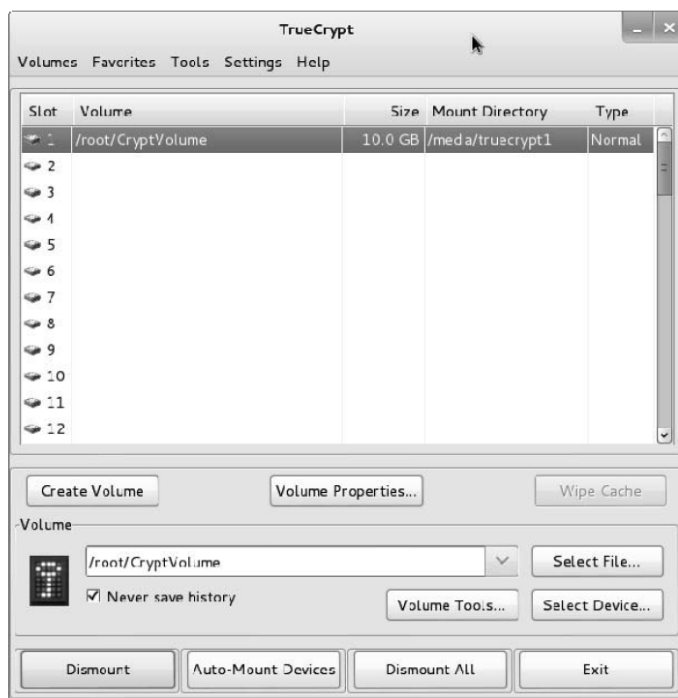 TrueCrypt
Volumes Favorites Tools Settings Help
Slot Volume Size Mount Directory Type
1 /root/CryptVolume 10.0 GB /media/truecrypt1 Normal
2
3
4
5
6
7
8
9
10
11
12
Create Volume Volume Properties... Wipe Cache
Volume
/root/CryptVolume Select File...
Never save history Volume Tools... Select Device...
Dismount Auto-Mount Devices Dismount All Exit